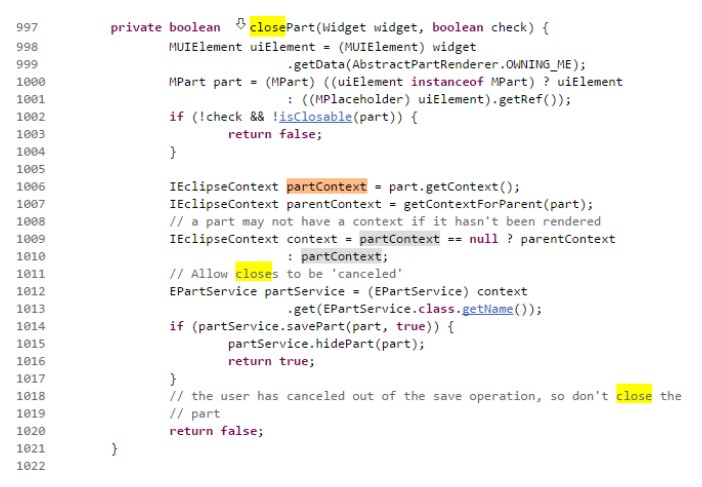 997 private boolean closePart(Widget widget, boolean check) {
998 MUIElement uiElement = (MUIElement) widget
999 .getData(AbstractPartRenderer.OWNING_ME);
1000 MPart part = (MPart) ((uiElement instanceof MPart) ? uiElement
1001 : ((MPlaceholder) uiElement).getRef());
1002 if (!check && !isClosable(part)) {
1003 return false;
1004 }
1005
1006 IEclipseContext partContext = part.getContext();
1007 IEclipseContext parentContext = getContextForParent(part);
1008 // a part may not have a context if it hasn't been rendered
1009 IEclipseContext context = partContext == null ? parentContext
1010 : partContext;
1011 // Allow closes to be 'canceled'
1012 EPartService partService = (EPartService) context
1013 .get(EPartService.class.getName());
1014 if (partService.savePart(part, true)) {
1015 partService.hidePart(part);
1016 return true;
1017 }
1018 // the user has canceled out of the save operation, so don't close the
1019 // part
1020 return false;
1021 }
1022